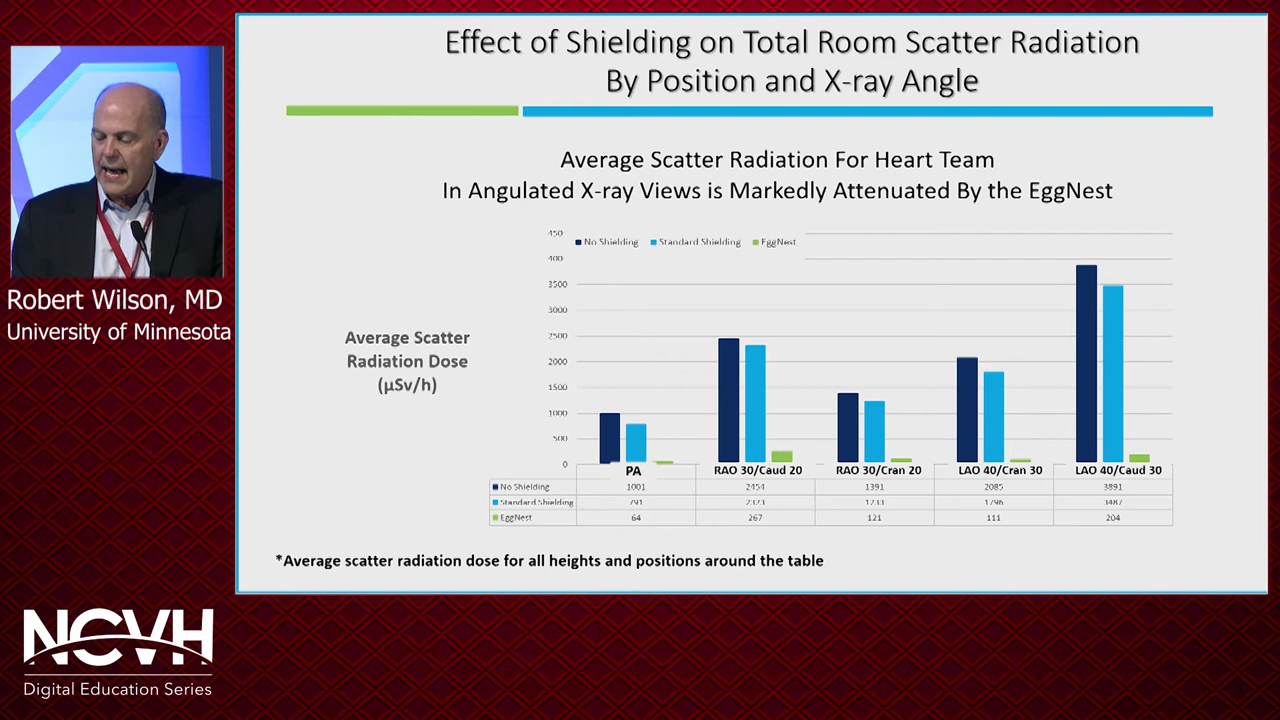 Effect of Shielding on Total Room Scatter Radiation
By Position and X-ray Angle
Average Scatter Radiation For Heart Team
In Angulated X-ray Views is Markedly Attenuated By the EggNest
450
No Shielding Standard Shielding EggNest
400
3500
3000
2500
2000
1500
1000
500
0
Average Scatter
Radiation Dose
(µSv/h)
PA RAO 30/Caud 20 RAO 30/Cran 20 LAO 40/Cran 30 LAO 40/Caud 30
No Shielding 1001 2454 1391 2085 3891
Standard Shielding 791 2323 1233 1796 3487
EggNest 64 267 121 111 204
*Average scatter radiation dose for all heights and positions around the table
Robert Wilson, MD
University of Minnesota
NCVH
Digital Education Series